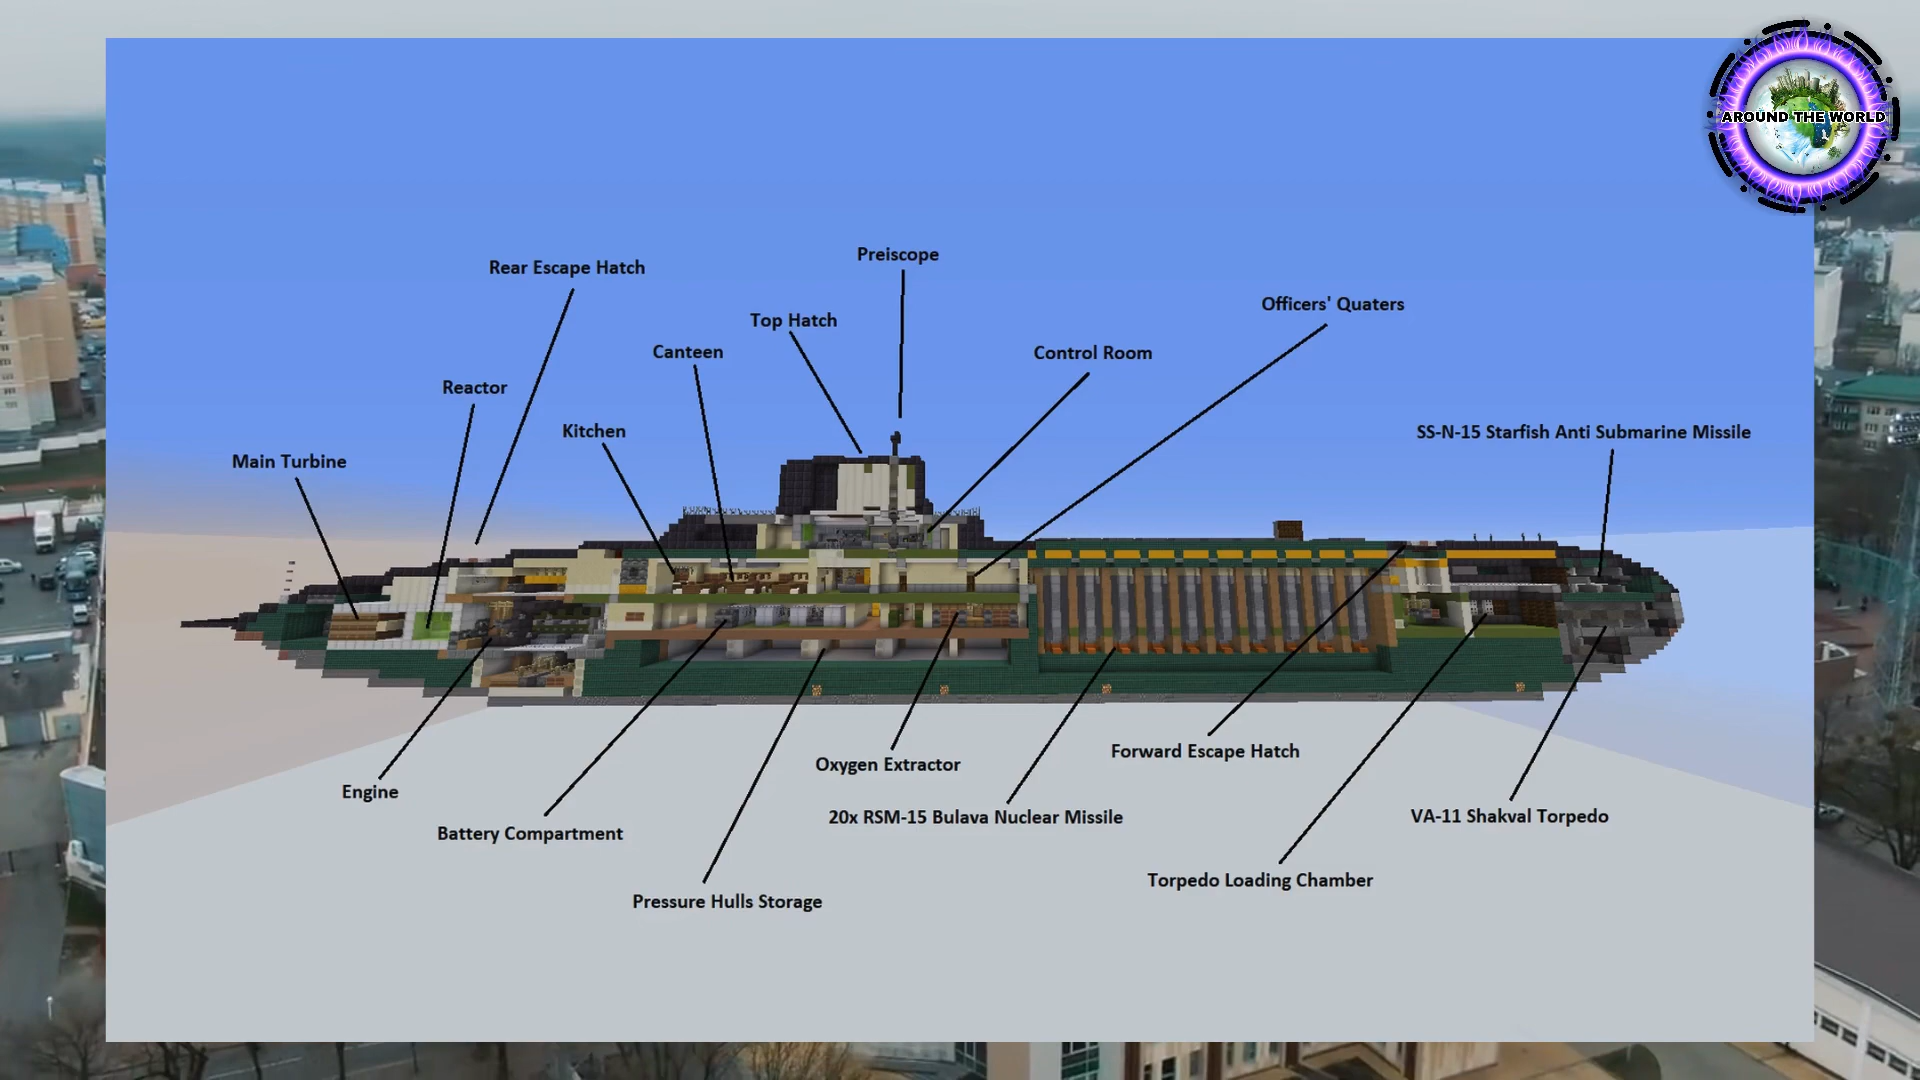 AROUND THE WORLD
Preiscope
Rear Escape Hatch
Officers' Quaters
Top Hatch
Canteen
Control Room
Reactor
Kitchen
SS-N-15 Starfish Anti Submarine Missile
Main Turbine
Forward Escape Hatch
Oxygen Extractor
Engine
20x RSM-15 Bulava Nuclear Missile
VA-11 Shakval Torpedo
Battery Compartment
Torpedo Loading Chamber
Pressure Hulls Storage